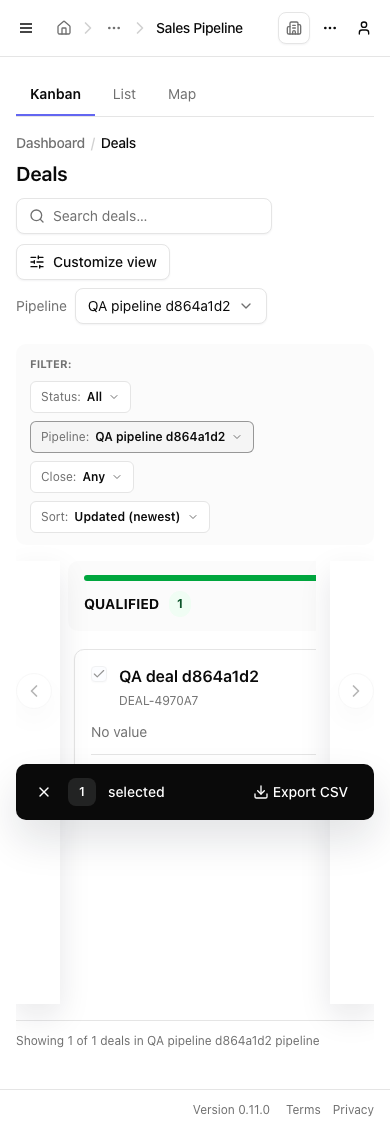 Sales Pipeline
Kanban List Map
Dashboard / Deals
Deals
Search deals...
Customize view
Pipeline QA pipeline d864a1d2
FILTER:
Status: All
Pipeline: QA pipeline d864a1d2
Close: Any
Sort: Updated (newest)
QUALIFIED 1
QA deal d864a1d2
DEAL-4970A7
No value
1 selected Export CSV
Showing 1 of 1 deals in QA pipeline d864a1d2 pipeline
Version 0.11.0 Terms Privacy